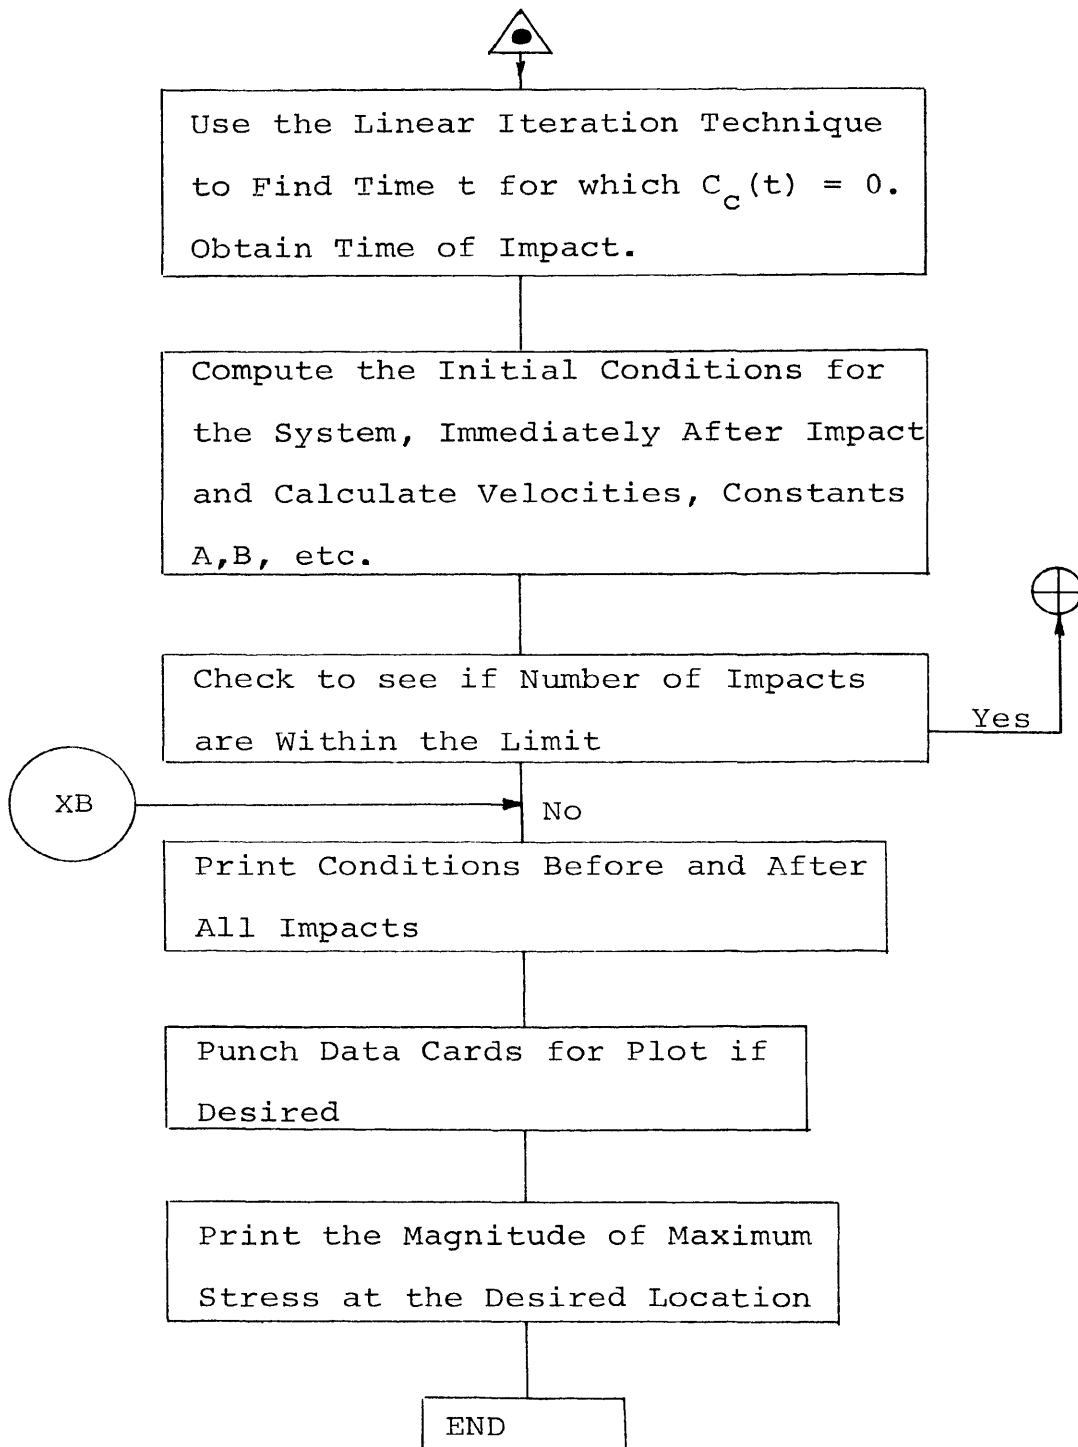 Use the Linear Iteration Technique
to Find Time t for which C_c(t) = 0.
Obtain Time of Impact.
Compute the Initial Conditions for
the System, Immediately After Impact
and Calculate Velocities, Constants
A,B, etc.
Check to see if Number of Impacts
are Within the Limit
Yes
XB
No
Print Conditions Before and After
All Impacts
Punch Data Cards for Plot if
Desired
Print the Magnitude of Maximum
Stress at the Desired Location
END